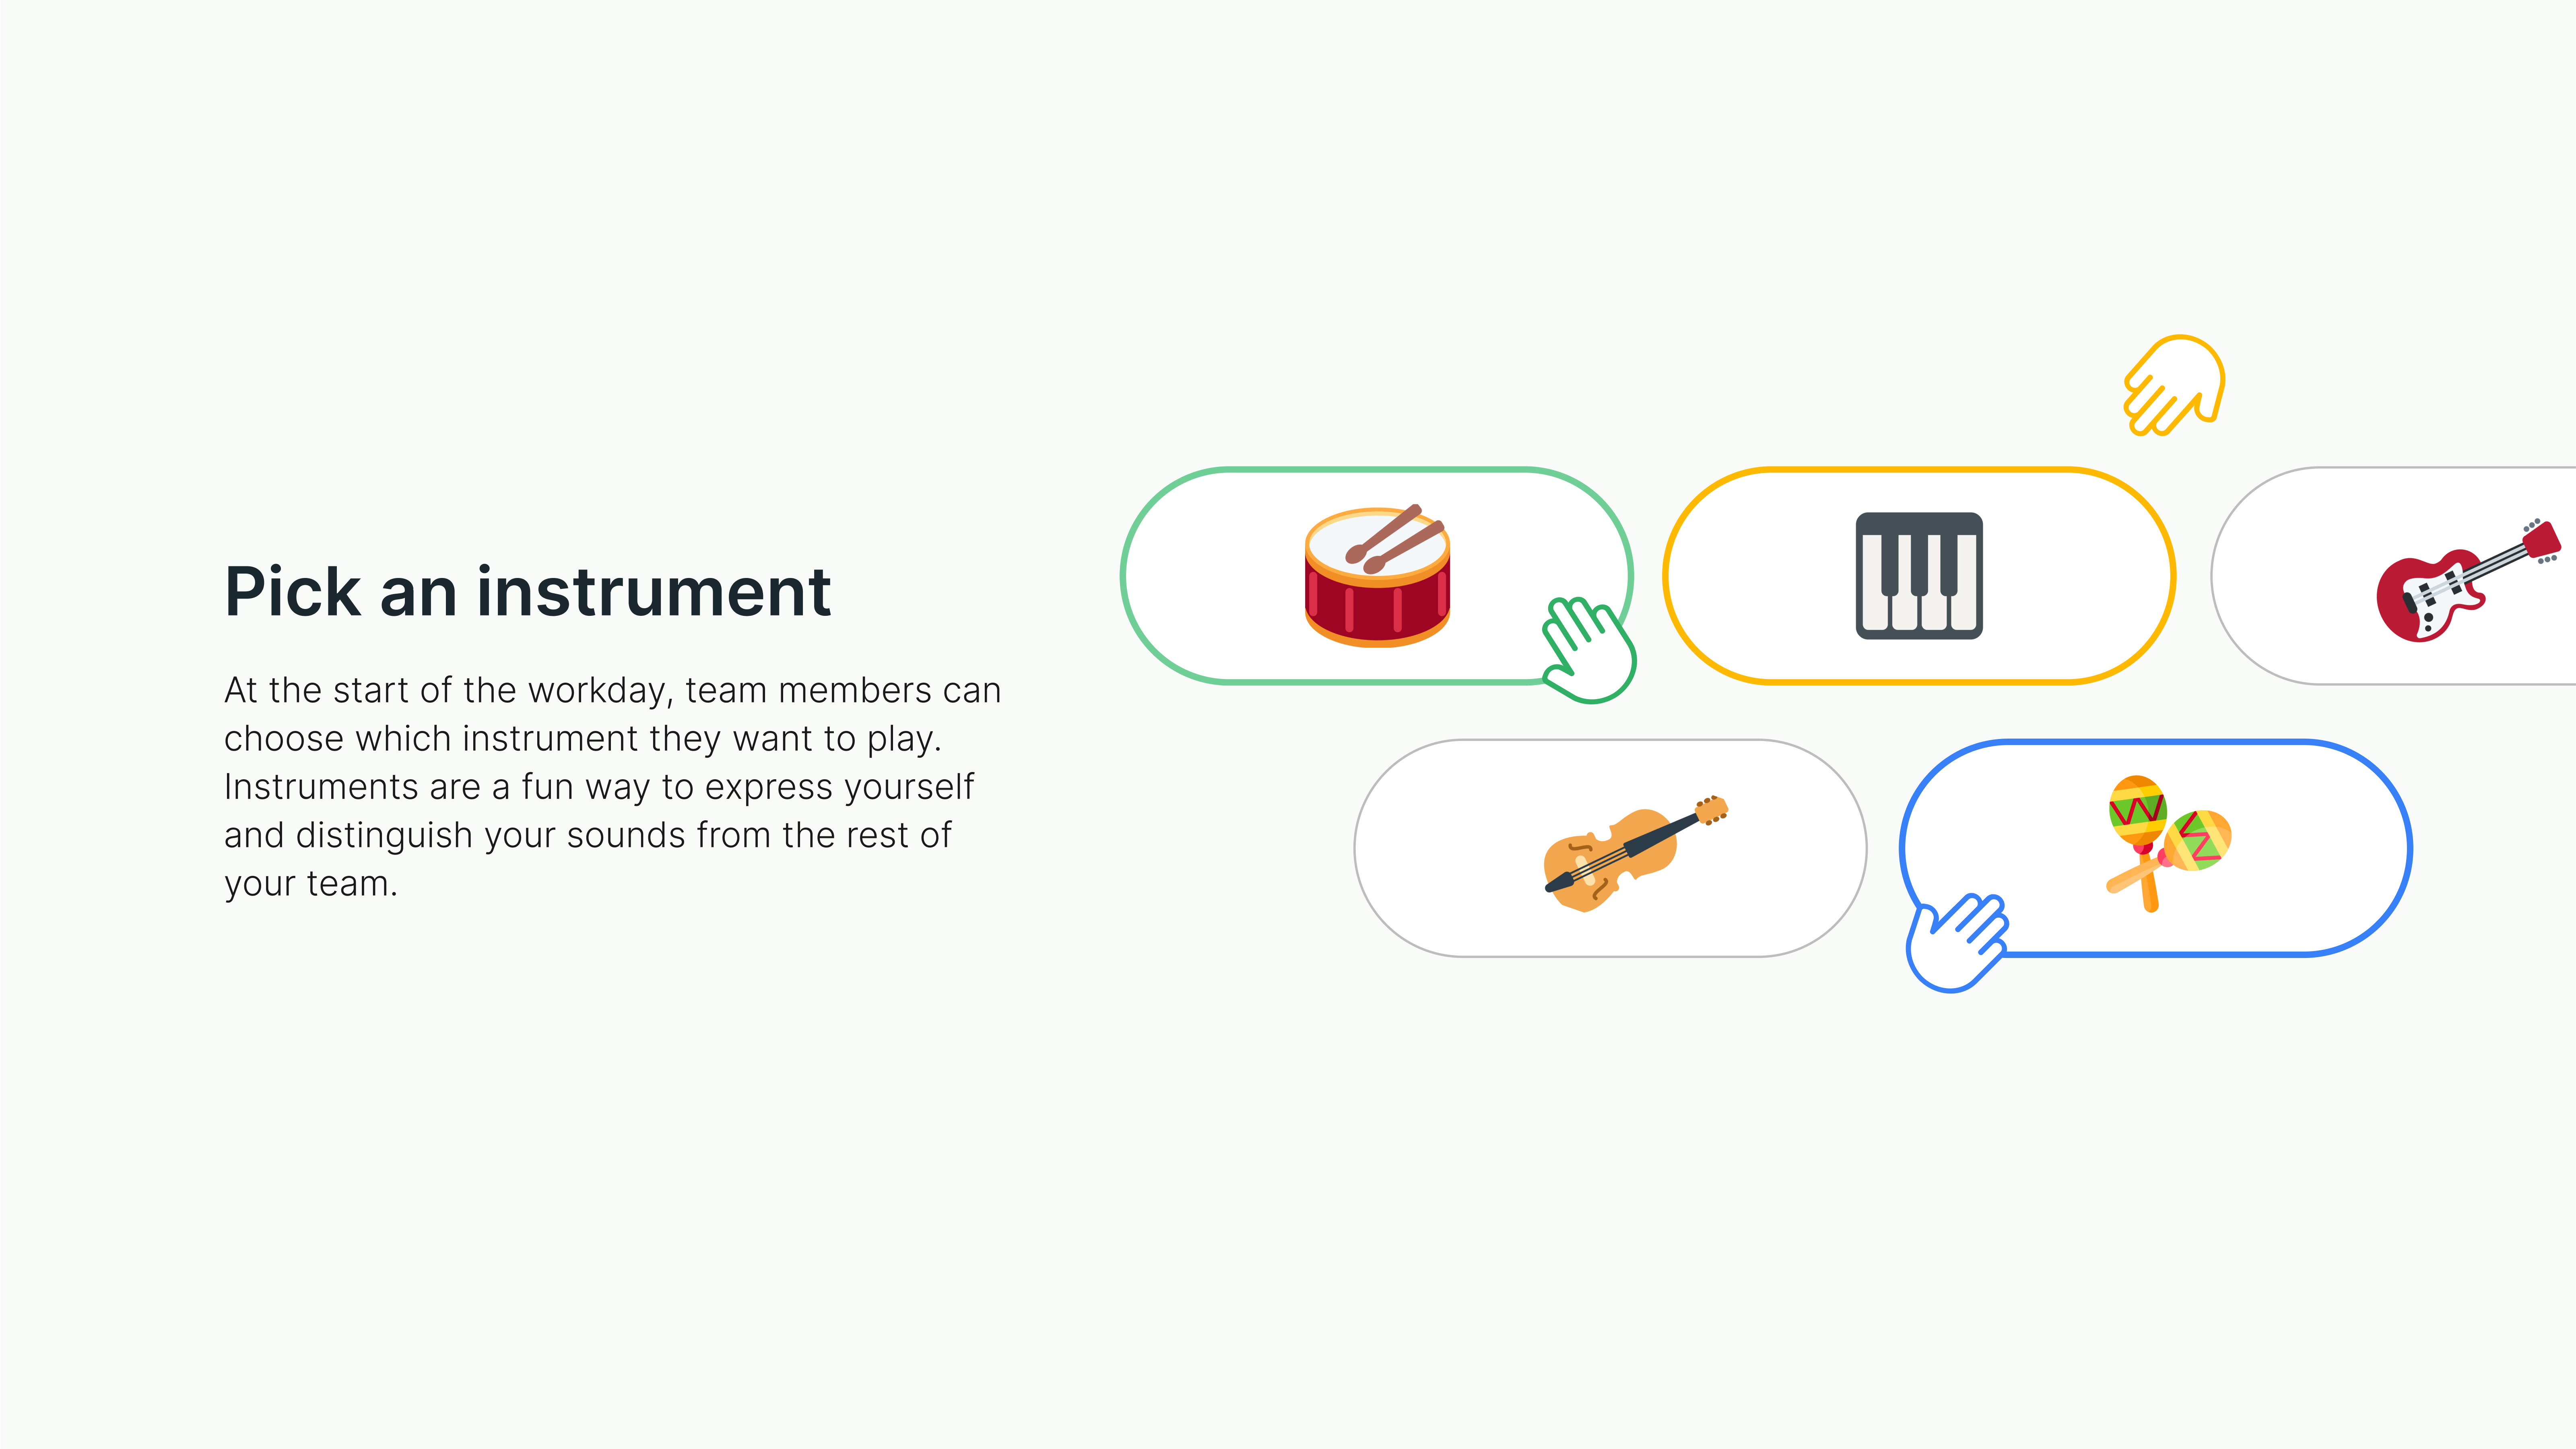 Pick an instrument
At the start of the workday, team members can
choose which instrument they want to play.
Instruments are a fun way to express yourself
and distinguish your sounds from the rest of
your team.